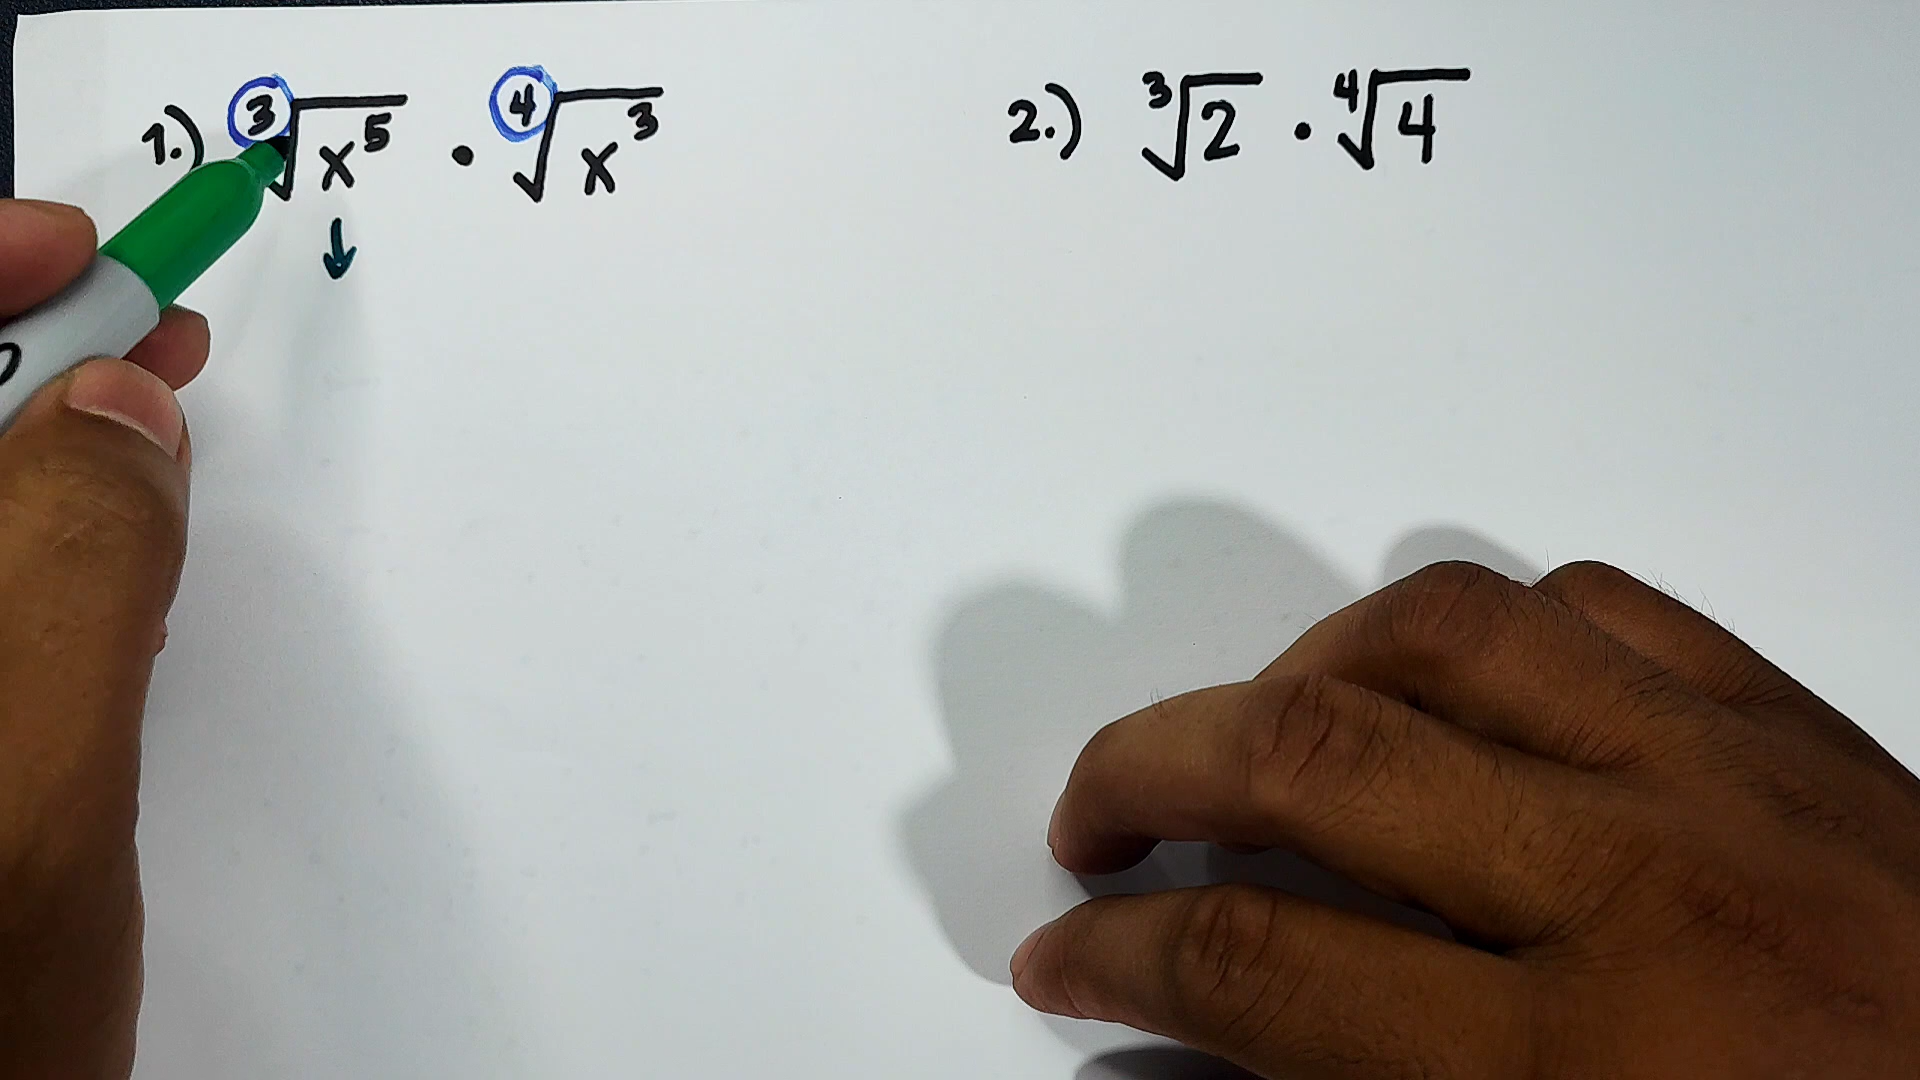 1.) ∛x⁵ · ∜x³
2.) ∛2 · ∜4